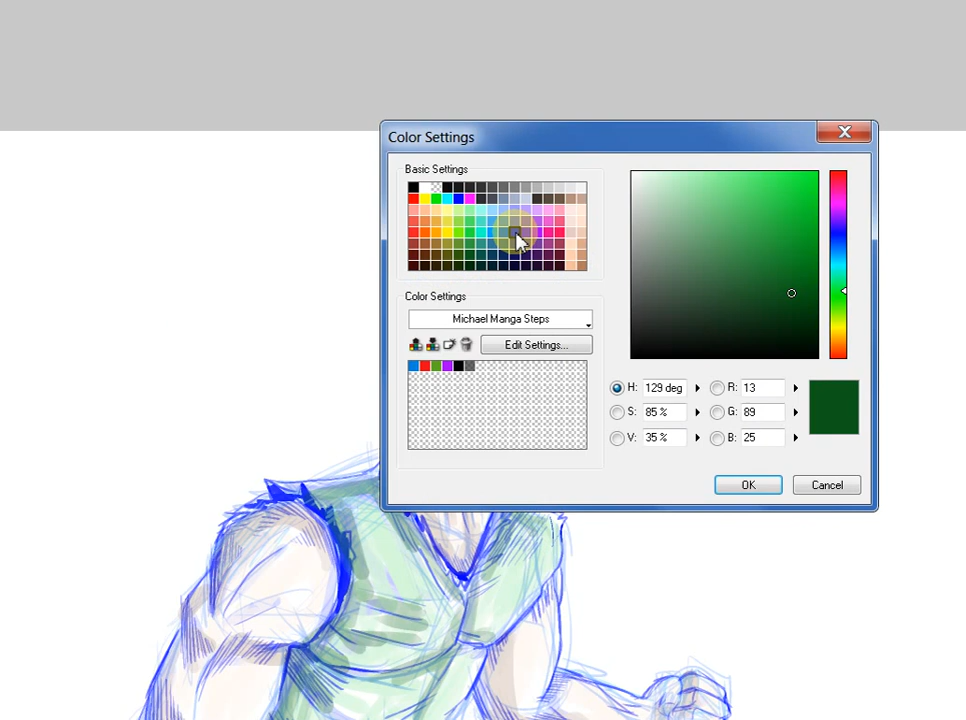 Color Settings
X
Basic Settings
Color Settings
Michael Manga Steps
Edit Settings...
H: 129 deg R: 13
S: 85 % G: 89
V: 35 % B: 25
OK Cancel